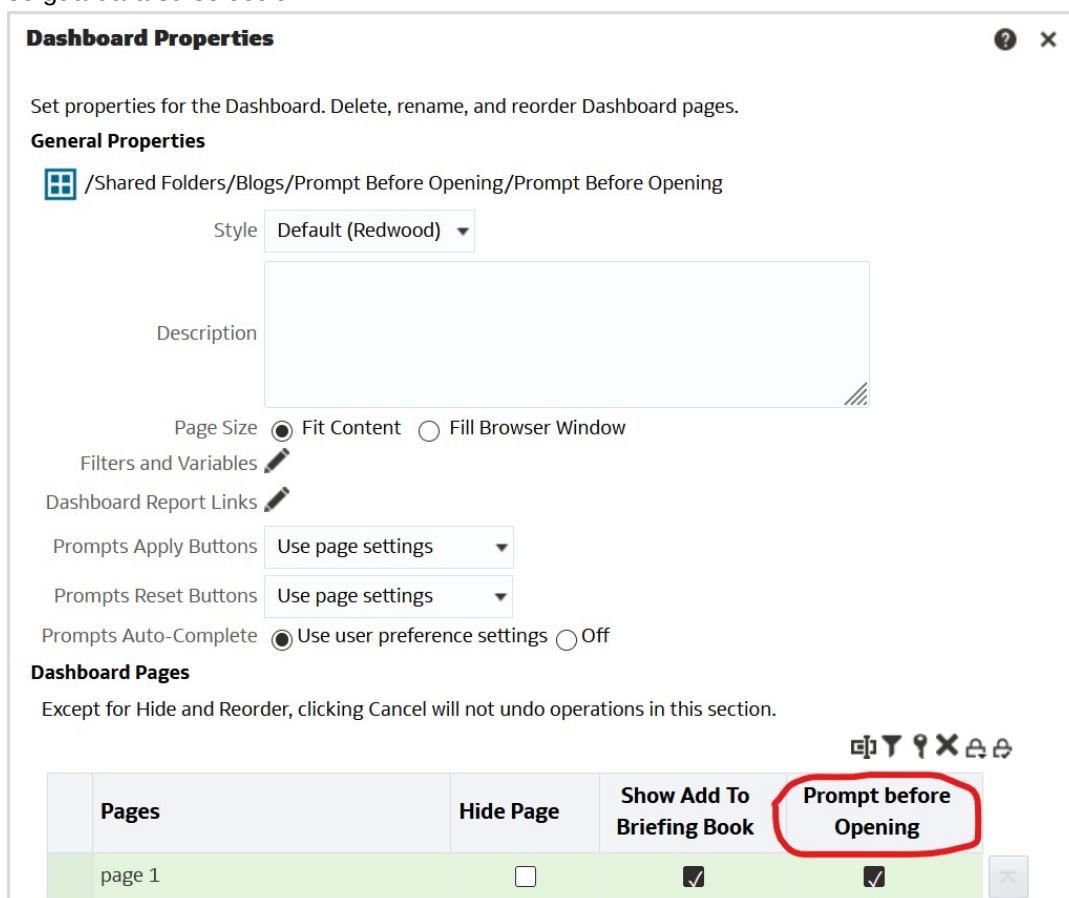 Dashboard Properties
Set properties for the Dashboard. Delete, rename, and reorder Dashboard pages.
General Properties
/Shared Folders/Blogs/Prompt Before Opening/Prompt Before Opening
Style Default (Redwood)
Description
Page Size Fit Content Fill Browser Window
Filters and Variables
Dashboard Report Links
Prompts Apply Buttons Use page settings
Prompts Reset Buttons Use page settings
Prompts Auto-Complete Use user preference settings Off
Dashboard Pages
Except for Hide and Reorder, clicking Cancel will not undo operations in this section.
Pages Hide Page Show Add To Briefing Book Prompt before Opening
page 1